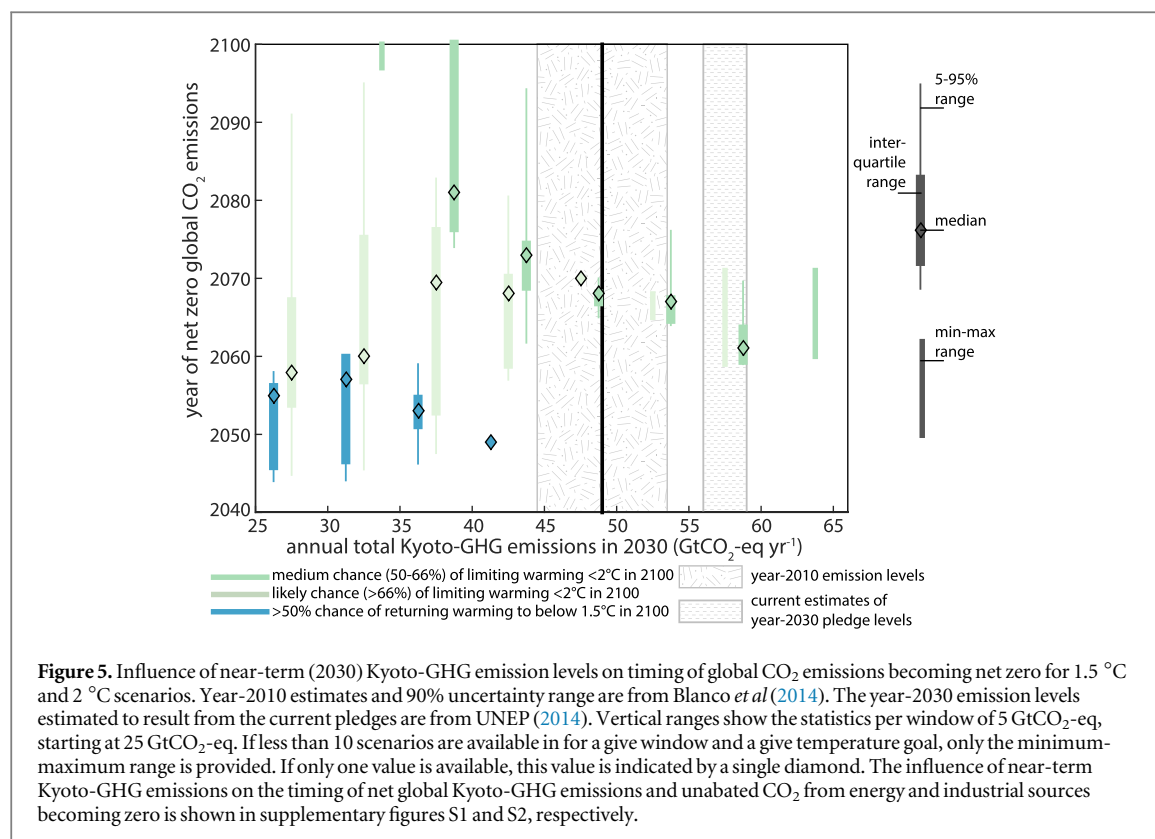 2100
2090
2080
2070
2060
2050
2040
year of net zero global CO2 emissions
25 30 35 40 45 50 55 60 65
annual total Kyoto-GHG emissions in 2030 (GtCO2-eq yr-1)
5-95%
range
inter-
quartile
range
median
min-max
range
medium chance (50-66%) of limiting warming <2°C in 2100
likely chance (>66%) of limiting warming <2°C in 2100
>50% chance of returning warming to below 1.5°C in 2100
year-2010 emission levels
current estimates of
year-2030 pledge levels
Figure 5. Influence of near-term (2030) Kyoto-GHG emission levels on timing of global CO2 emissions becoming net zero for 1.5 °C
and 2 °C scenarios. Year-2010 estimates and 90% uncertainty range are from Blanco et al (2014). The year-2030 emission levels
estimated to result from the current pledges are from UNEP (2014). Vertical ranges show the statistics per window of 5 GtCO2-eq,
starting at 25 GtCO2-eq. If less than 10 scenarios are available in for a give window and a give temperature goal, only the minimum-
maximum range is provided. If only one value is available, this value is indicated by a single diamond. The influence of near-term
Kyoto-GHG emissions on the timing of net global Kyoto-GHG emissions and unabated CO2 from energy and industrial sources
becoming zero is shown in supplementary figures S1 and S2, respectively.